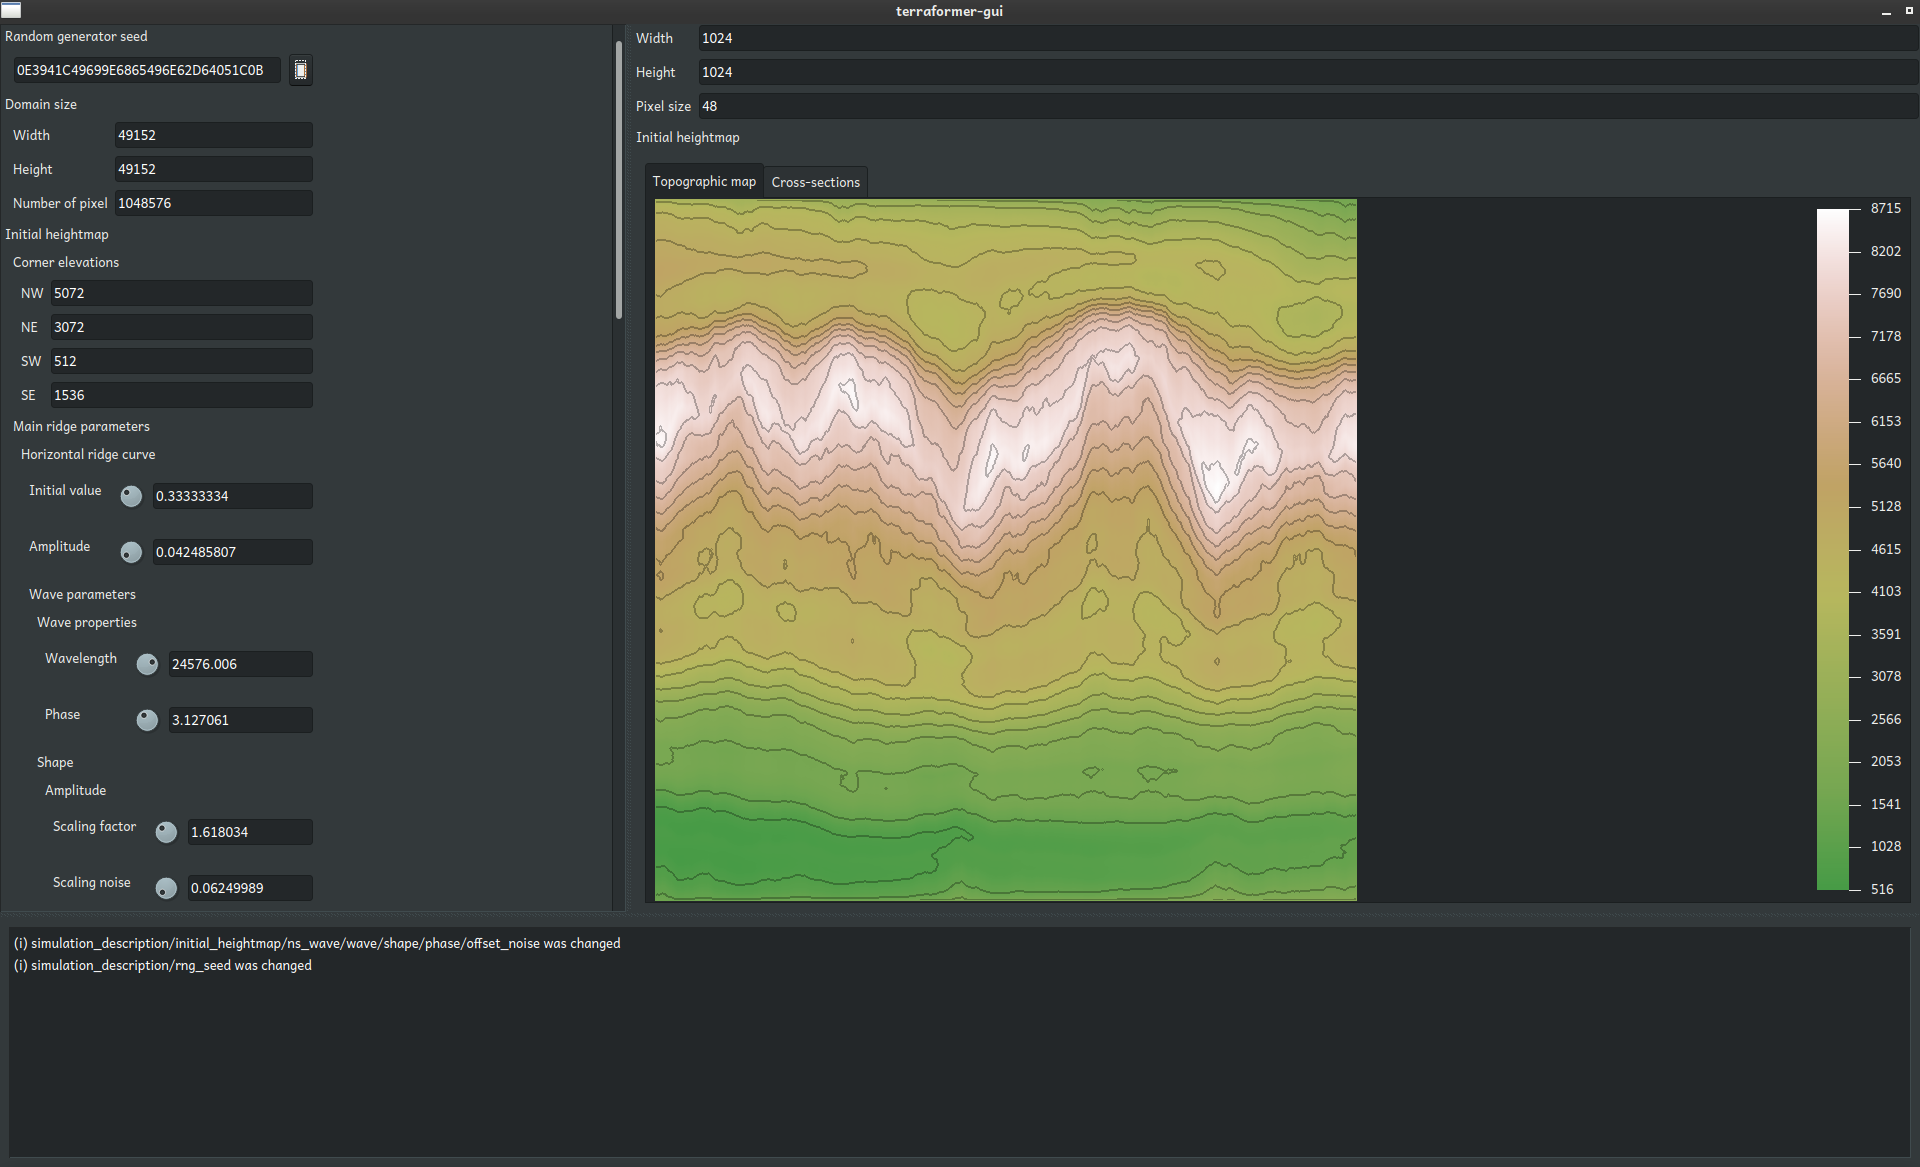 terraformer-gui
Random generator seed
0E3941C49699E6865496E62D64051C0B
Domain size
Width 49152
Height 49152
Number of pixel 1048576
Initial heightmap
Corner elevations
NW 5072
NE 3072
SW 512
SE 1536
Main ridge parameters
Horizontal ridge curve
Initial value 0.33333334
Amplitude 0.042485807
Wave parameters
Wave properties
Wavelength 24576.006
Phase 3.127061
Shape
Amplitude
Scaling factor 1.618034
Scaling noise 0.06249989
Width 1024
Height 1024
Pixel size 48
Initial heightmap
Topographic map Cross-sections
8715
8202
7690
7178
6665
6153
5640
5128
4615
4103
3591
3078
2566
2053
1541
1028
516
(i) simulation_description/initial_heightmap/ns_wave/wave/shape/phase/offset_noise was changed
(i) simulation_description/rng_seed was changed